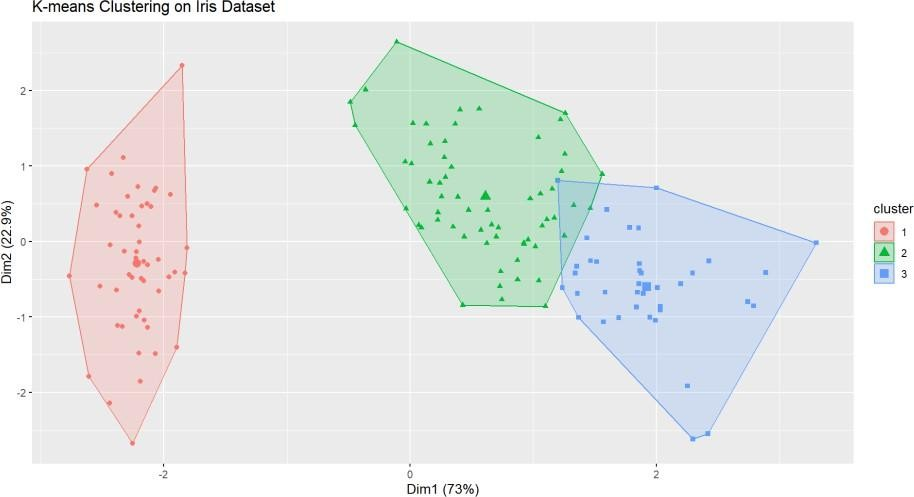 K-means Clustering on Iris Dataset
Dim2 (22.9%)
2
1
0
-1
-2
-2
0
2
Dim1 (73%)
cluster
1
2
3